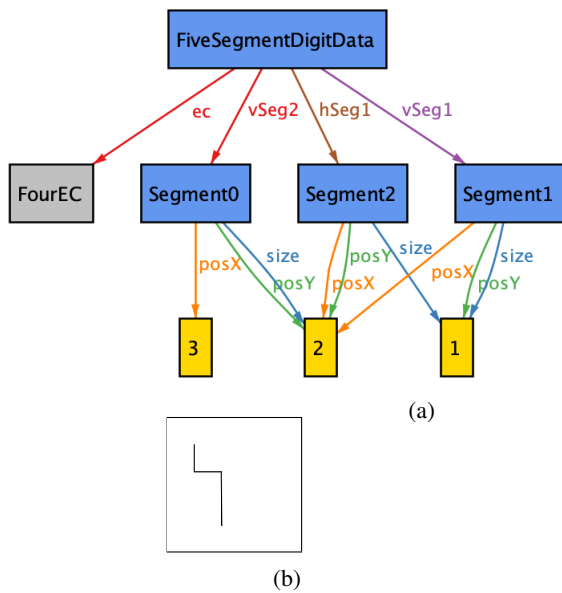 FiveSegmentDigitData
ec vSeg2 hSeg1 vSeg1
FourEC Segment0 Segment2 Segment1
posX size posY posX posY size posX size posY
3 2 1
(a)
(b)